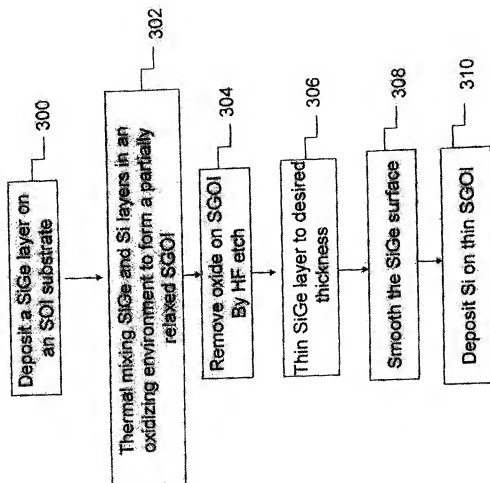 Deposit a SiGe layer on
an SOI substrate
300
Thermal mixing SiGe and Si layers in an
oxidizing environment to form a partially
relaxed SGOI
302
Remove oxide on SGOI
By HF etch
304
Thin SiGe layer to desired
thickness
306
Smooth the SiGe surface
308
Deposit Si on thin SGOI
310